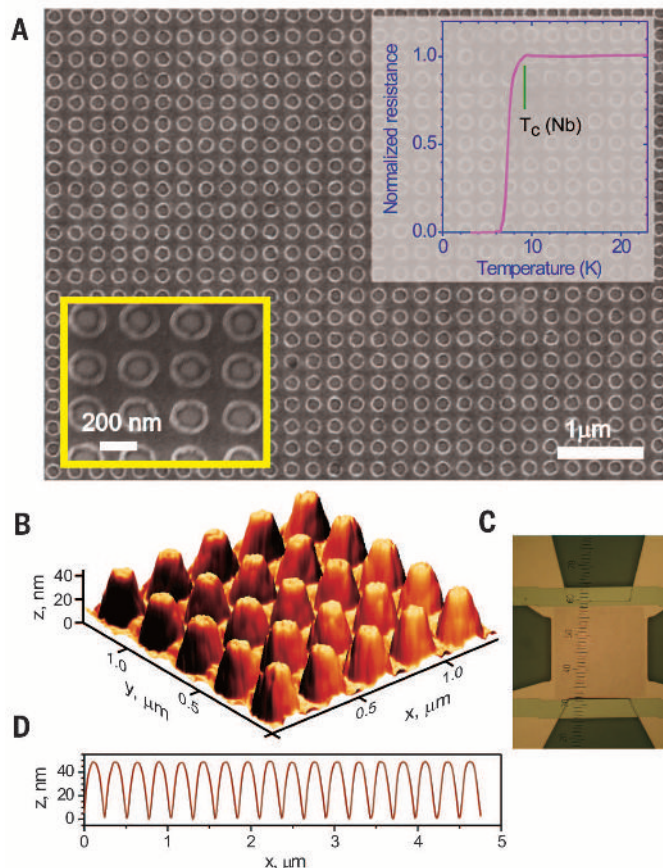 A
Normalized resistance
1.0
0.5
0.0
T_c (Nb)
0 10 20
Temperature (K)
200 nm
1μm
B
z, nm
40
20
0
1.0
0.5
y, μm
0.5
1.0
x, μm
C
D
z, nm
40
20
0
0 1 2 3 4 5
x, μm